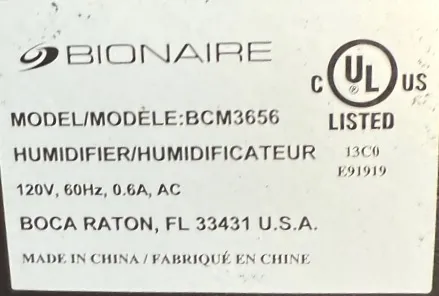 BIONAIRE
C UL ® US
LISTED
MODEL/MODÈLE:BCM3656
HUMIDIFIER/HUMIDIFICATEUR
13C0
E91919
120V, 60Hz, 0.6A, AC
BOCA RATON, FL 33431 U.S.A.
MADE IN CHINA / FABRIQUÉ EN CHINE